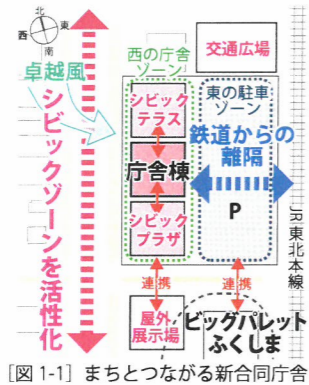 北
西 東
南
卓越風
シビックゾーンを活性化
西の庁舎
ゾーン
シビック
テラス
庁舎棟
シビック
プラザ
交通広場
東の駐車
ゾーン
鉄道からの
離隔
P
JR東北本線
連携
連携
屋外
展示場
ビッグパレット
ふくしま
[図 1-1] まちとつながる新合同庁舎